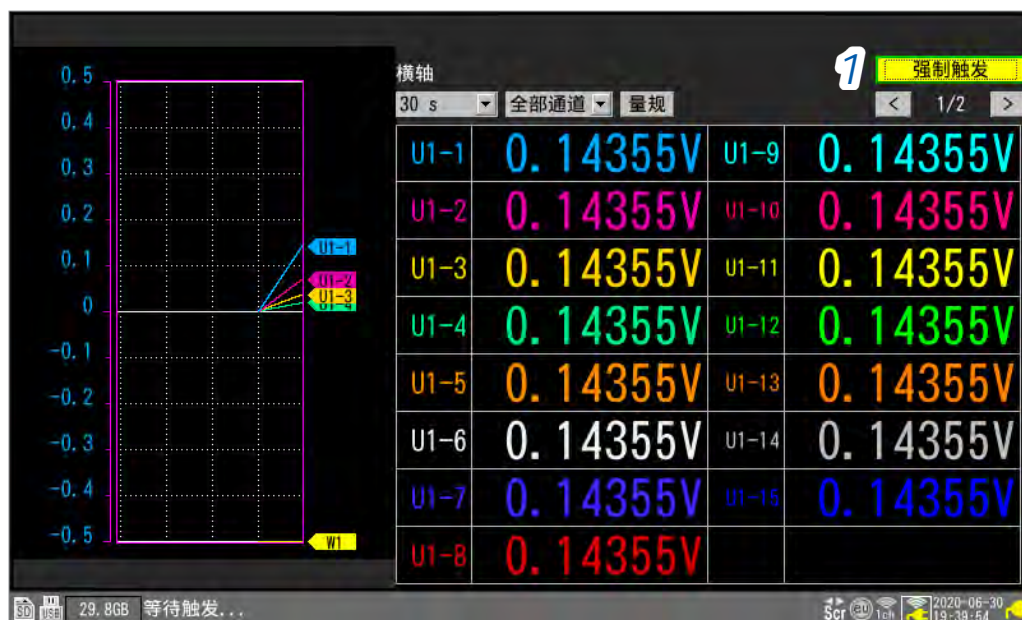 横轴
1 强制触发
30 s 全部通道 量规 < 1/2 >
0.5
0.4
0.3
0.2
0.1
0
-0.1
-0.2
-0.3
-0.4
-0.5
U1-1
U1-2
U1-3
U1-4
W1
U1-1 0.14355V U1-9 0.14355V
U1-2 0.14355V U1-10 0.14355V
U1-3 0.14355V U1-11 0.14355V
U1-4 0.14355V U1-12 0.14355V
U1-5 0.14355V U1-13 0.14355V
U1-6 0.14355V U1-14 0.14355V
U1-7 0.14355V U1-15 0.14355V
U1-8 0.14355V
SD USB 29.8GB 等待触发... Scr eu 1ch 2020-06-30
19:39:54